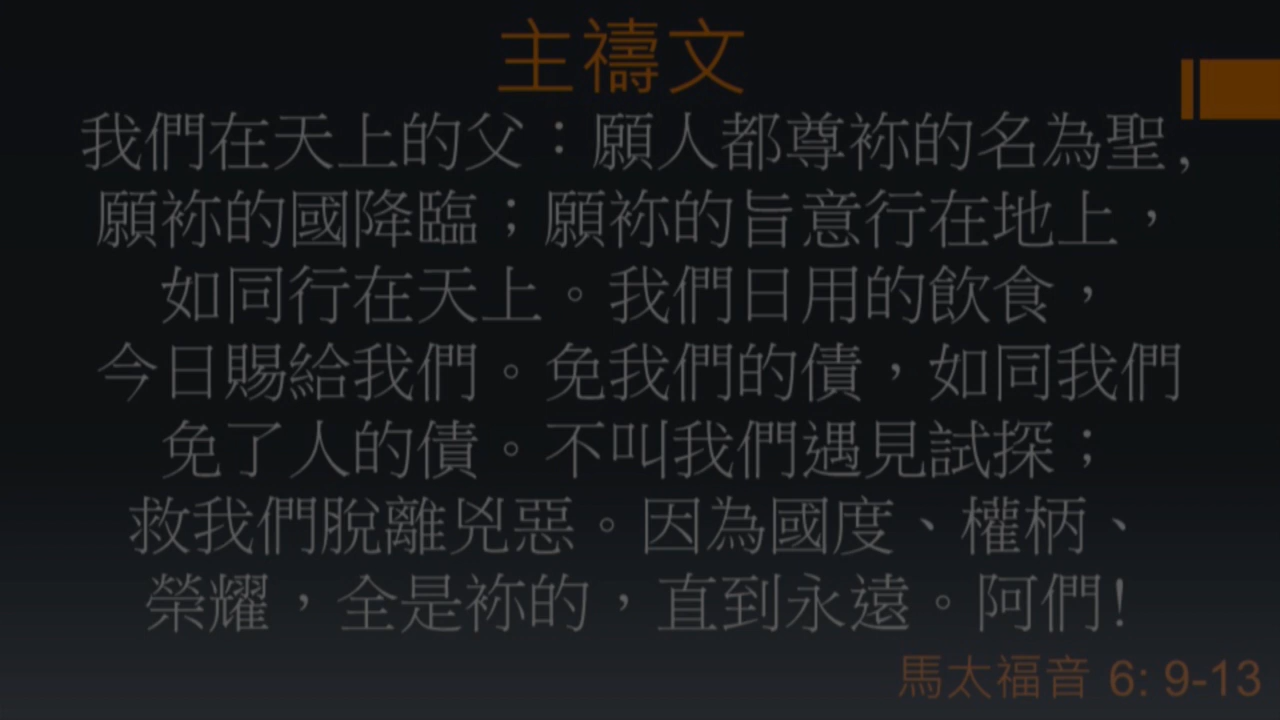 主禱文
我們在天上的父：願人都尊袮的名為聖,
願袮的國降臨；願袮的旨意行在地上，
如同行在天上。我們日用的飲食，
今日賜給我們。免我們的債，如同我們
免了人的債。不叫我們遇見試探；
救我們脫離兇惡。因為國度、權柄、
榮耀，全是袮的，直到永遠。阿們!
馬太福音 6: 9-13